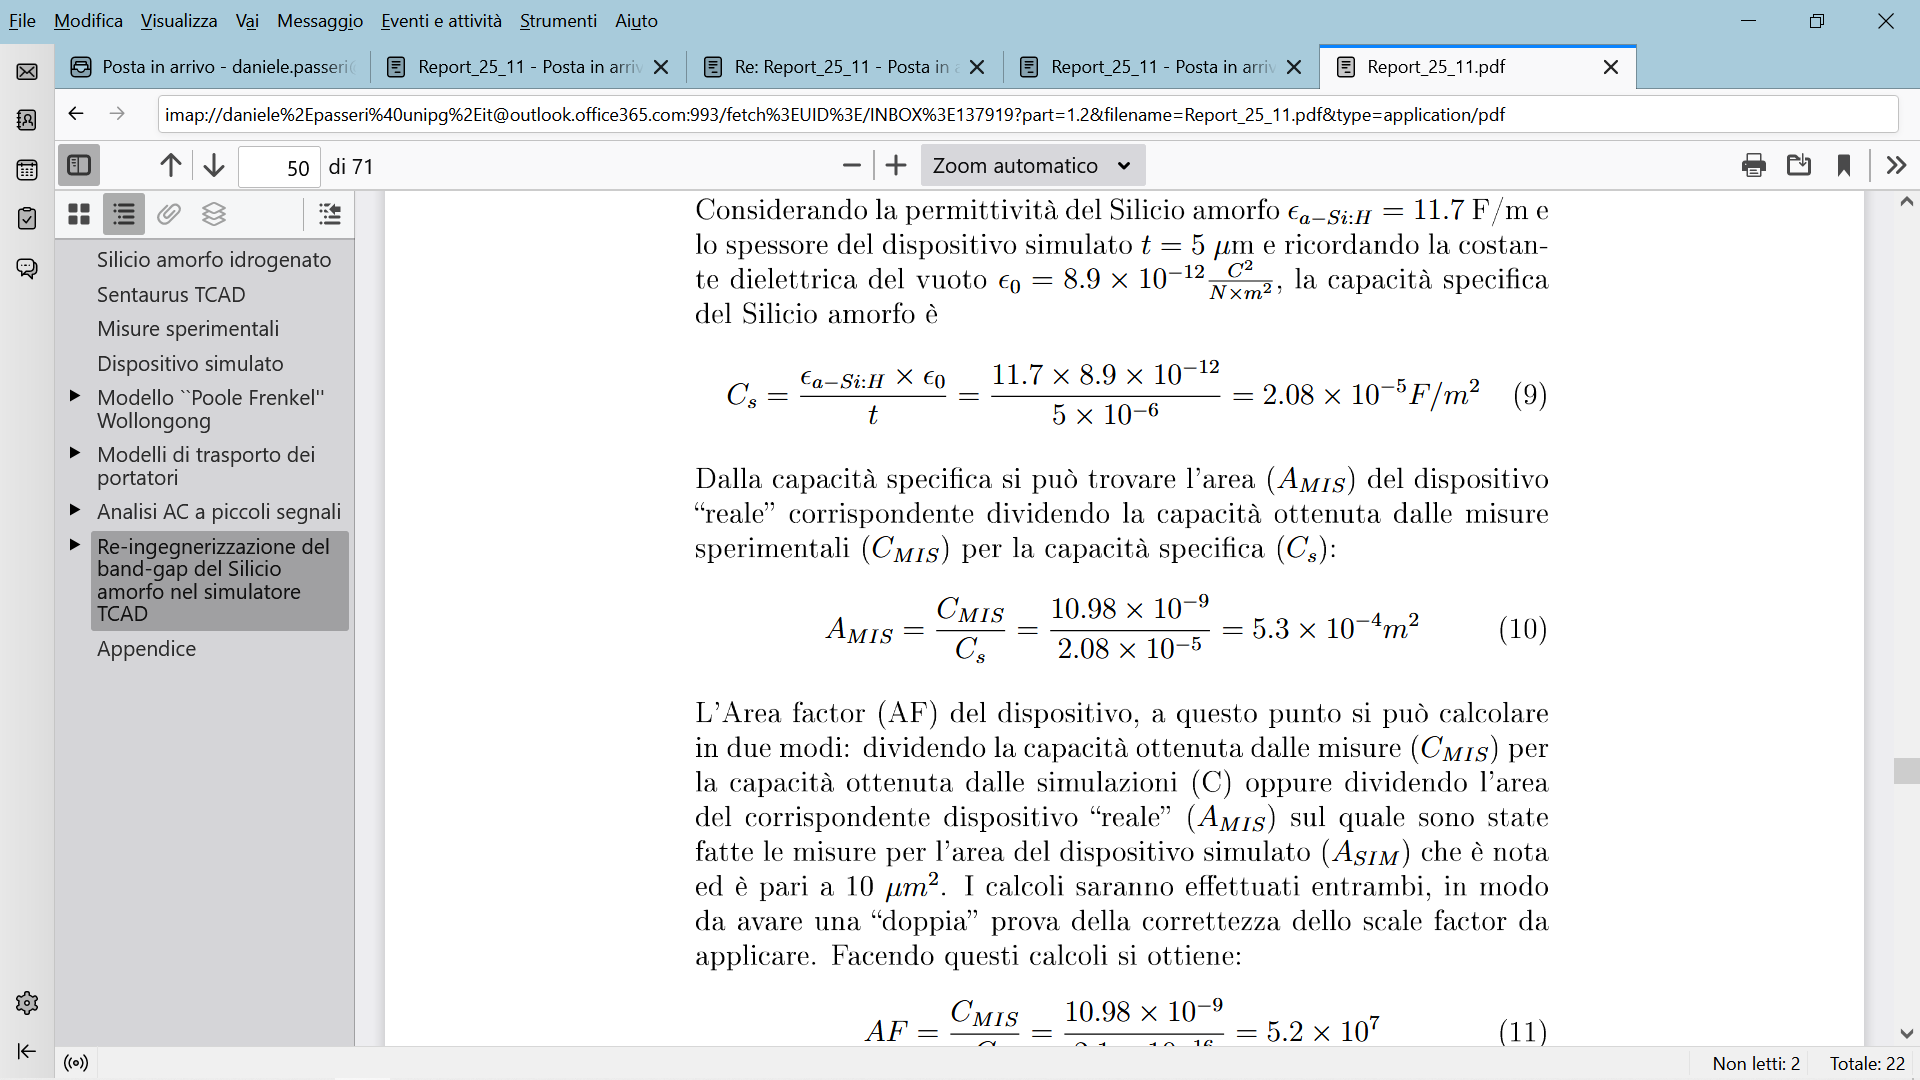 File Modifica Visualizza Vai Messaggio Eventi e attività Strumenti Aiuto
Posta in arrivo - daniele.passeri Report_25_11 - Posta in arriv Re: Report_25_11 - Posta in a Report_25_11 - Posta in arriv Report_25_11.pdf
imap://daniele%2Epasseri%40unipg%2Eit@outlook.office365.com:993/fetch%3EUID%3E/INBOX%3E137919?part=1.2&filename=Report_25_11.pdf&type=application/pdf
50 di 71 Zoom automatico
Silicio amorfo idrogenato
Sentaurus TCAD
Misure sperimentali
Dispositivo simulato
Modello ``Poole Frenkel''
Wollongong
Modelli di trasporto dei
portatori
Analisi AC a piccoli segnali
Re-ingegnerizzazione del
band-gap del Silicio
amorfo nel simulatore
TCAD
Appendice
Considerando la permittività del Silicio amorfo ϵ_{a−Si:H} = 11.7 F/m e
lo spessore del dispositivo simulato t = 5 μm e ricordando la costan-
te dielettrica del vuoto ϵ_0 = 8.9 × 10^{−12} \frac{C^2}{N×m^2}, la capacità specifica
del Silicio amorfo è
C_s = \frac{ϵ_{a−Si:H} × ϵ_0}{t} = \frac{11.7 × 8.9 × 10^{−12}}{5 × 10^{−6}} = 2.08 × 10^{−5} F/m^2 (9)
Dalla capacità specifica si può trovare l'area (A_{MIS}) del dispositivo
“reale” corrispondente dividendo la capacità ottenuta dalle misure
sperimentali (C_{MIS}) per la capacità specifica (C_s):
A_{MIS} = \frac{C_{MIS}}{C_s} = \frac{10.98 × 10^{−9}}{2.08 × 10^{−5}} = 5.3 × 10^{−4} m^2 (10)
L'Area factor (AF) del dispositivo, a questo punto si può calcolare
in due modi: dividendo la capacità ottenuta dalle misure (C_{MIS}) per
la capacità ottenuta dalle simulazioni (C) oppure dividendo l'area
del corrispondente dispositivo “reale” (A_{MIS}) sul quale sono state
fatte le misure per l'area del dispositivo simulato (A_{SIM}) che è nota
ed è pari a 10 μm^2. I calcoli saranno effettuati entrambi, in modo
da avare una “doppia” prova della correttezza dello scale factor da
applicare. Facendo questi calcoli si ottiene:
AF = \frac{C_{MIS}}{} = \frac{10.98 × 10^{−9}}{} = 5.2 × 10^7 (11)
Non letti: 2 Totale: 22